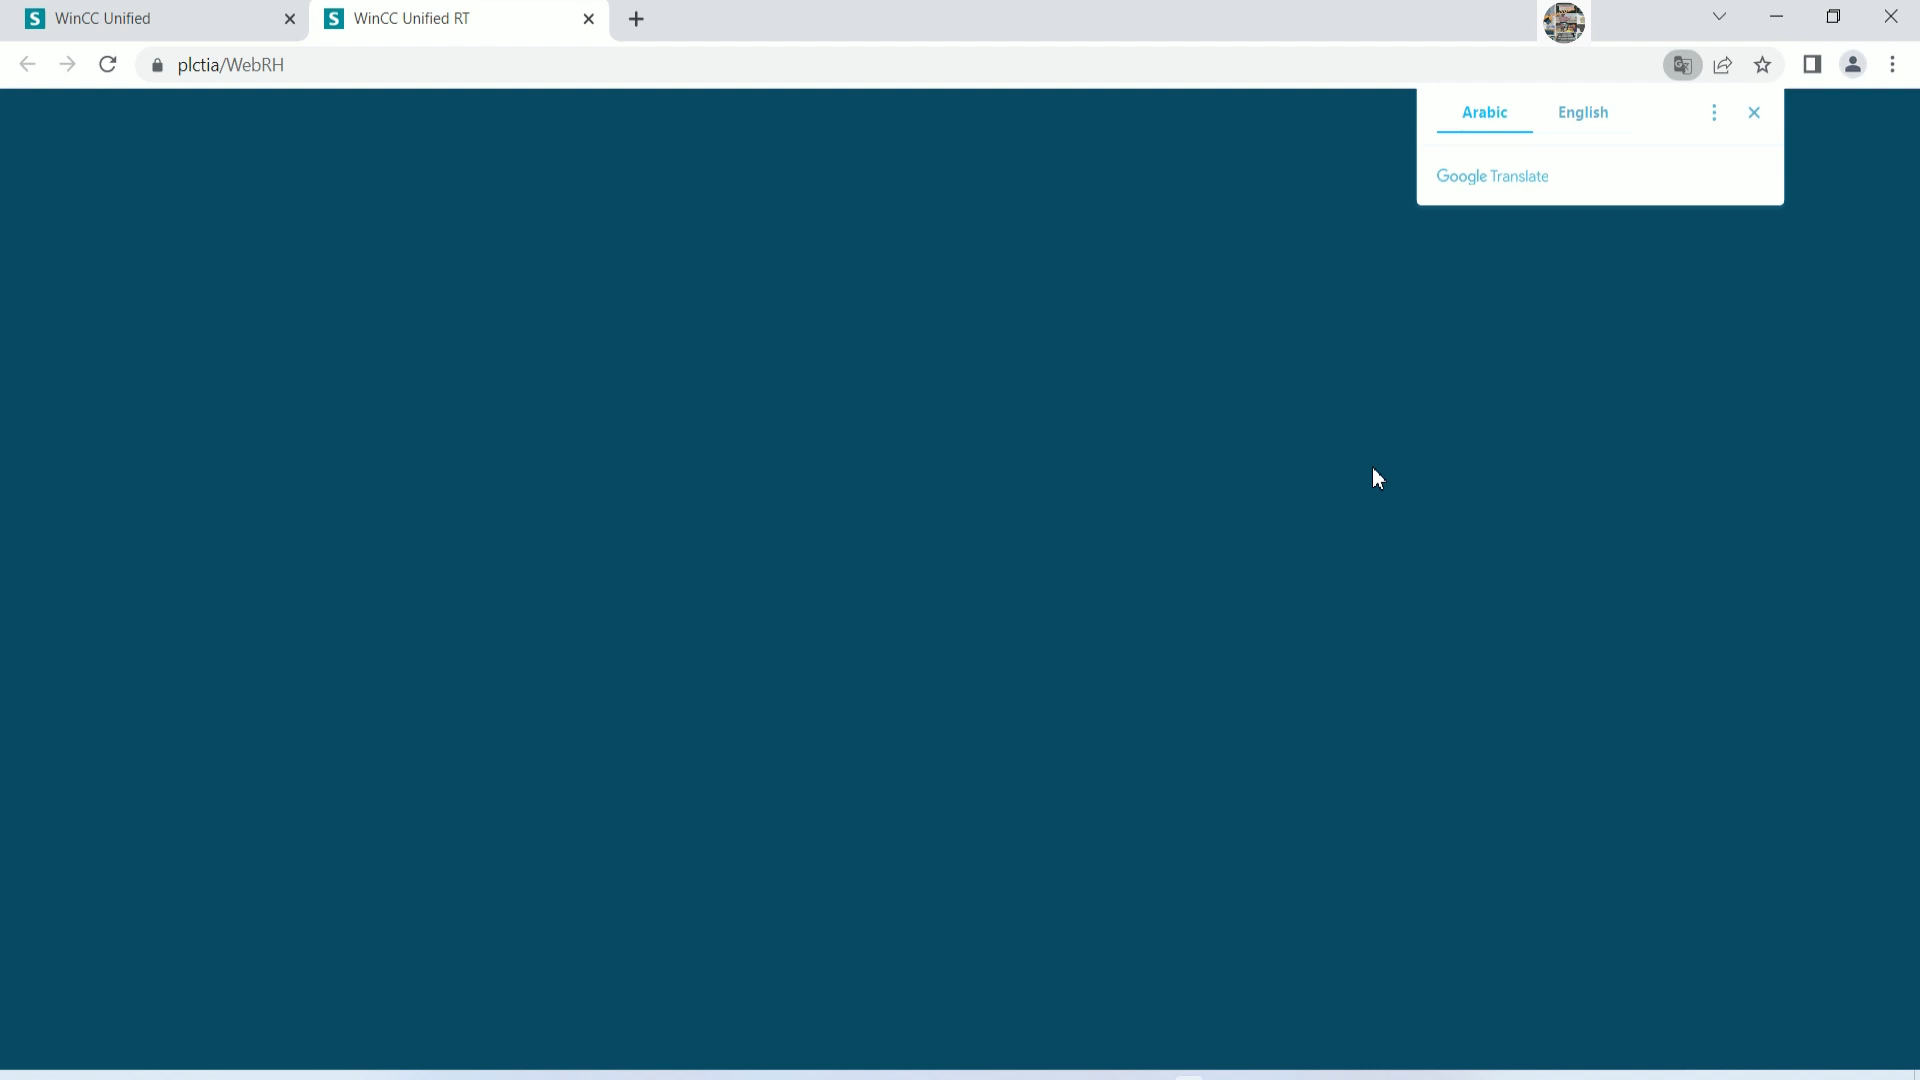 S WinCC Unified
S WinCC Unified RT
plctia/WebRH
Arabic English
Google Translate